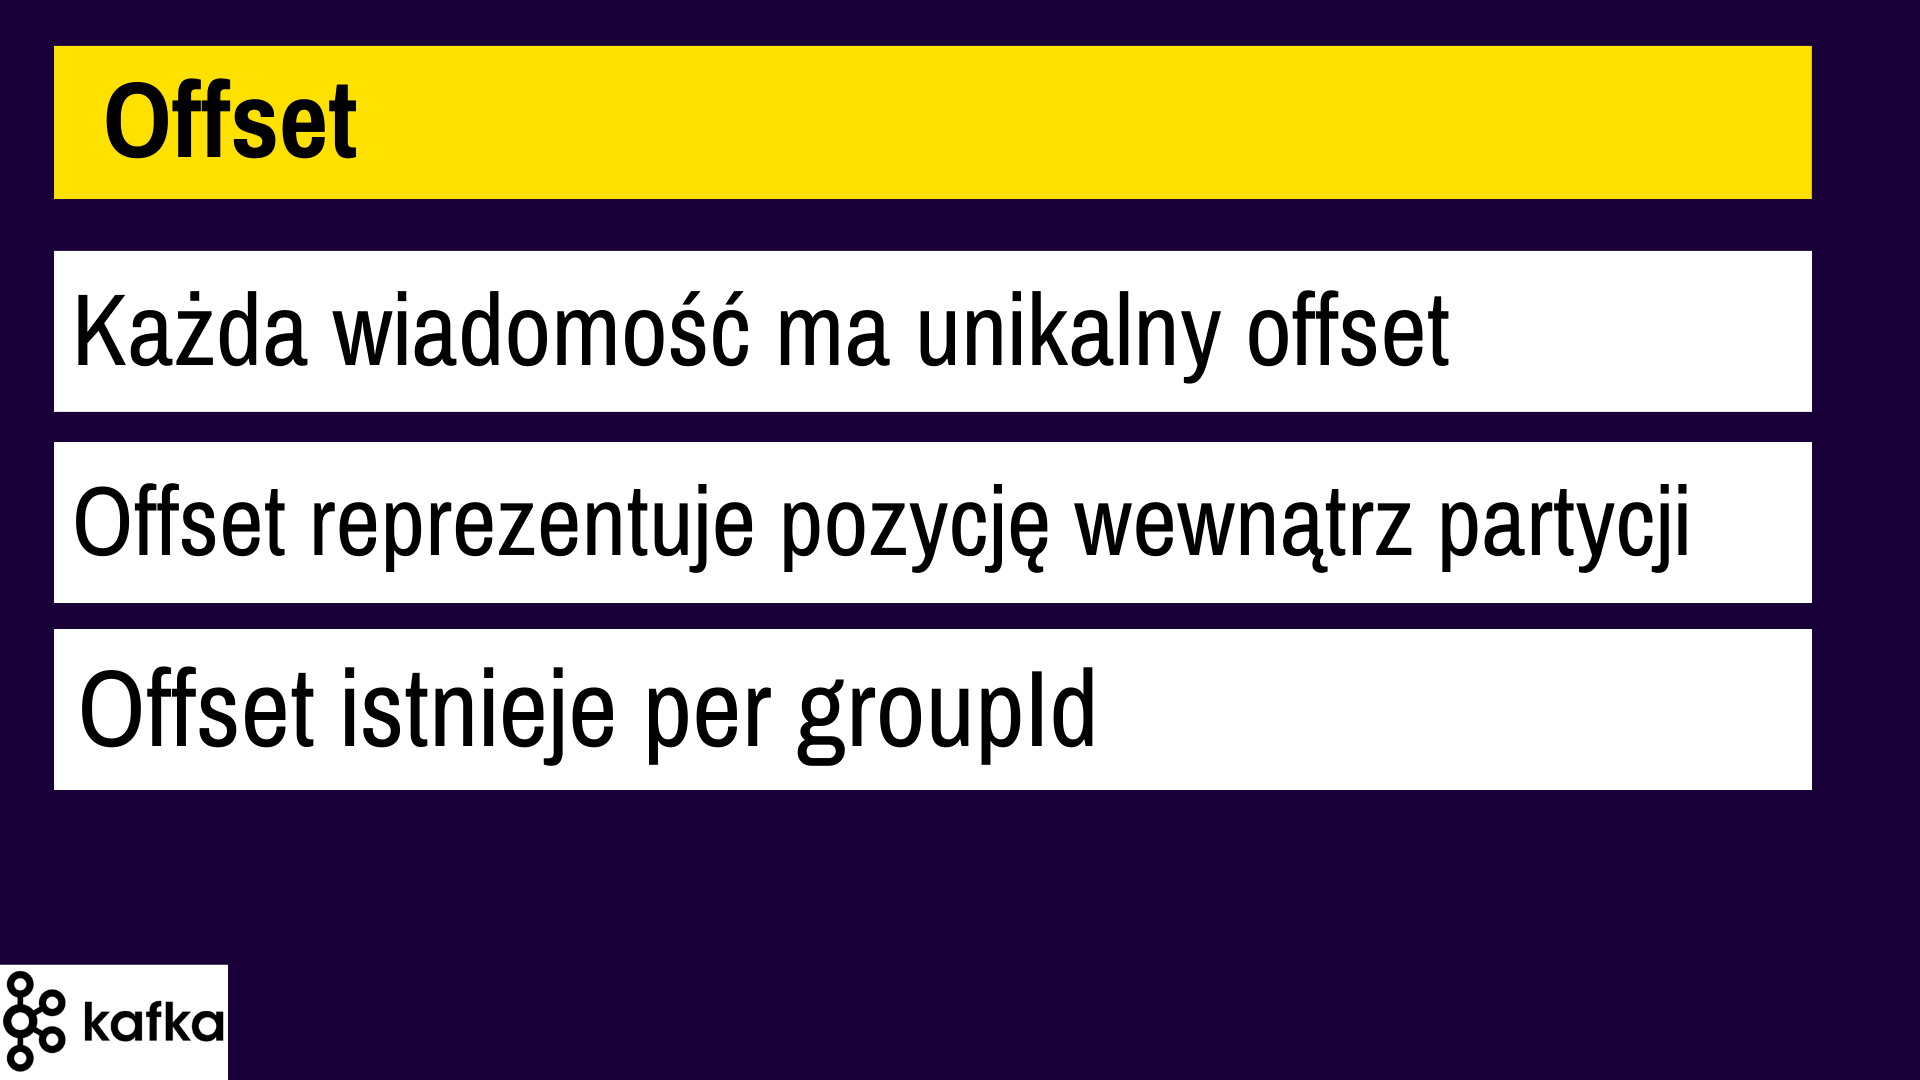 Offset
Każda wiadomość ma unikalny offset
Offset reprezentuje pozycję wewnątrz partycji
Offset istnieje per groupId
kafka